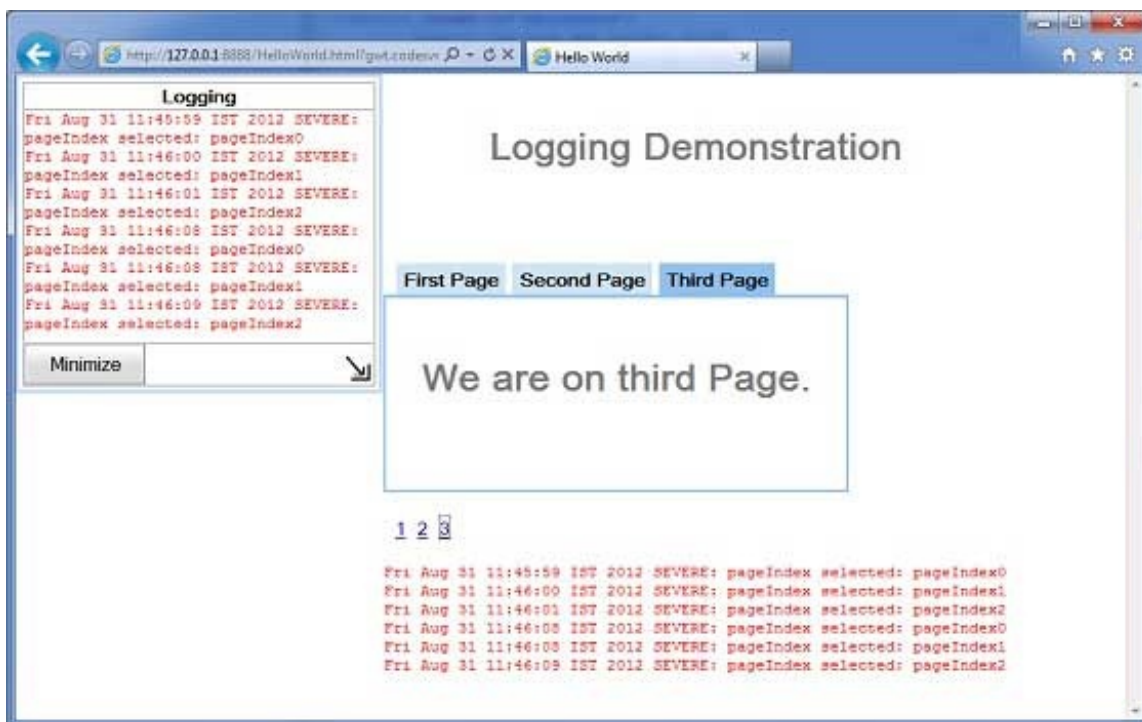 http://127.0.0.1:8888/HelloWorld.html?gwt.codesv
Hello World
Logging
Fri Aug 31 11:45:59 IST 2012 SEVERE:
pageIndex selected: pageIndex0
Fri Aug 31 11:46:00 IST 2012 SEVERE:
pageIndex selected: pageIndex1
Fri Aug 31 11:46:01 IST 2012 SEVERE:
pageIndex selected: pageIndex2
Fri Aug 31 11:46:08 IST 2012 SEVERE:
pageIndex selected: pageIndex0
Fri Aug 31 11:46:08 IST 2012 SEVERE:
pageIndex selected: pageIndex1
Fri Aug 31 11:46:09 IST 2012 SEVERE:
pageIndex selected: pageIndex2
Minimize
Logging Demonstration
First Page Second Page Third Page
We are on third Page.
1 2 3
Fri Aug 31 11:45:59 IST 2012 SEVERE: pageIndex selected: pageIndex0
Fri Aug 31 11:46:00 IST 2012 SEVERE: pageIndex selected: pageIndex1
Fri Aug 31 11:46:01 IST 2012 SEVERE: pageIndex selected: pageIndex2
Fri Aug 31 11:46:08 IST 2012 SEVERE: pageIndex selected: pageIndex0
Fri Aug 31 11:46:08 IST 2012 SEVERE: pageIndex selected: pageIndex1
Fri Aug 31 11:46:09 IST 2012 SEVERE: pageIndex selected: pageIndex2